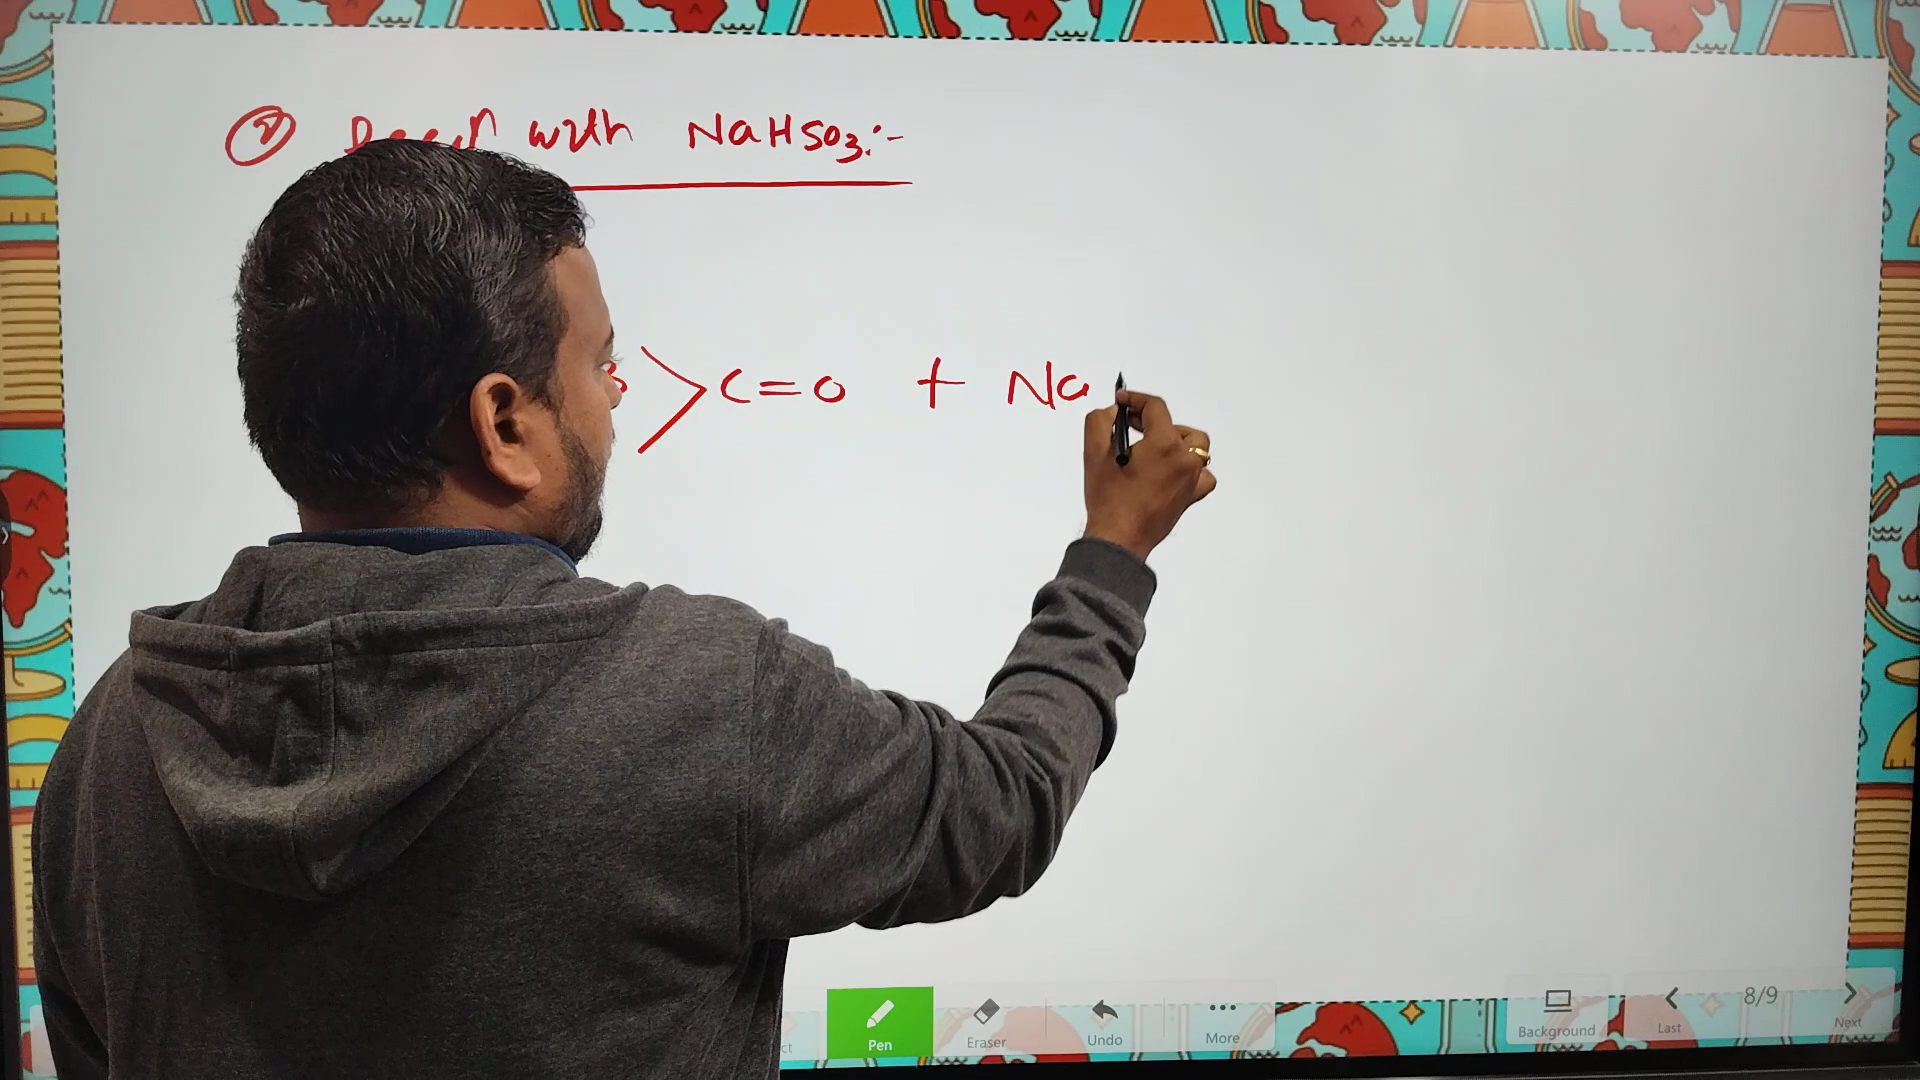 with NaHSO3:-
>C=O + Na
Pen Eraser Undo More Background Last 8/9 Next